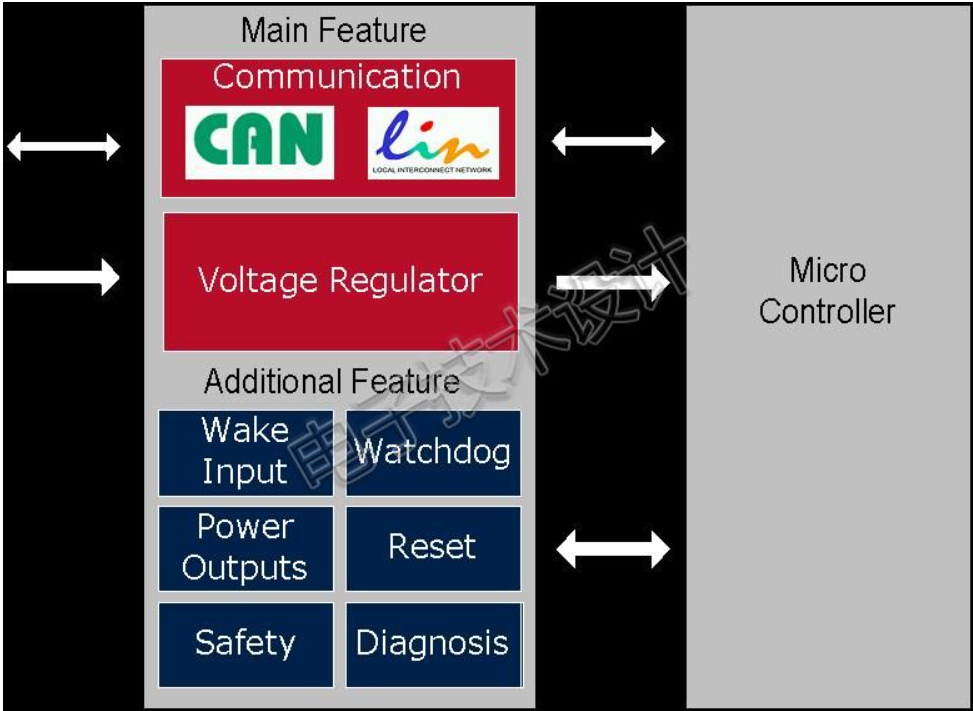 Main Feature
Communication
CAN
lin
LOCAL INTERCONNECT NETWORK
Voltage Regulator
Additional Feature
Wake
Input
Watchdog
Power
Outputs
Reset
Safety
Diagnosis
Micro
Controller
电子技术设计